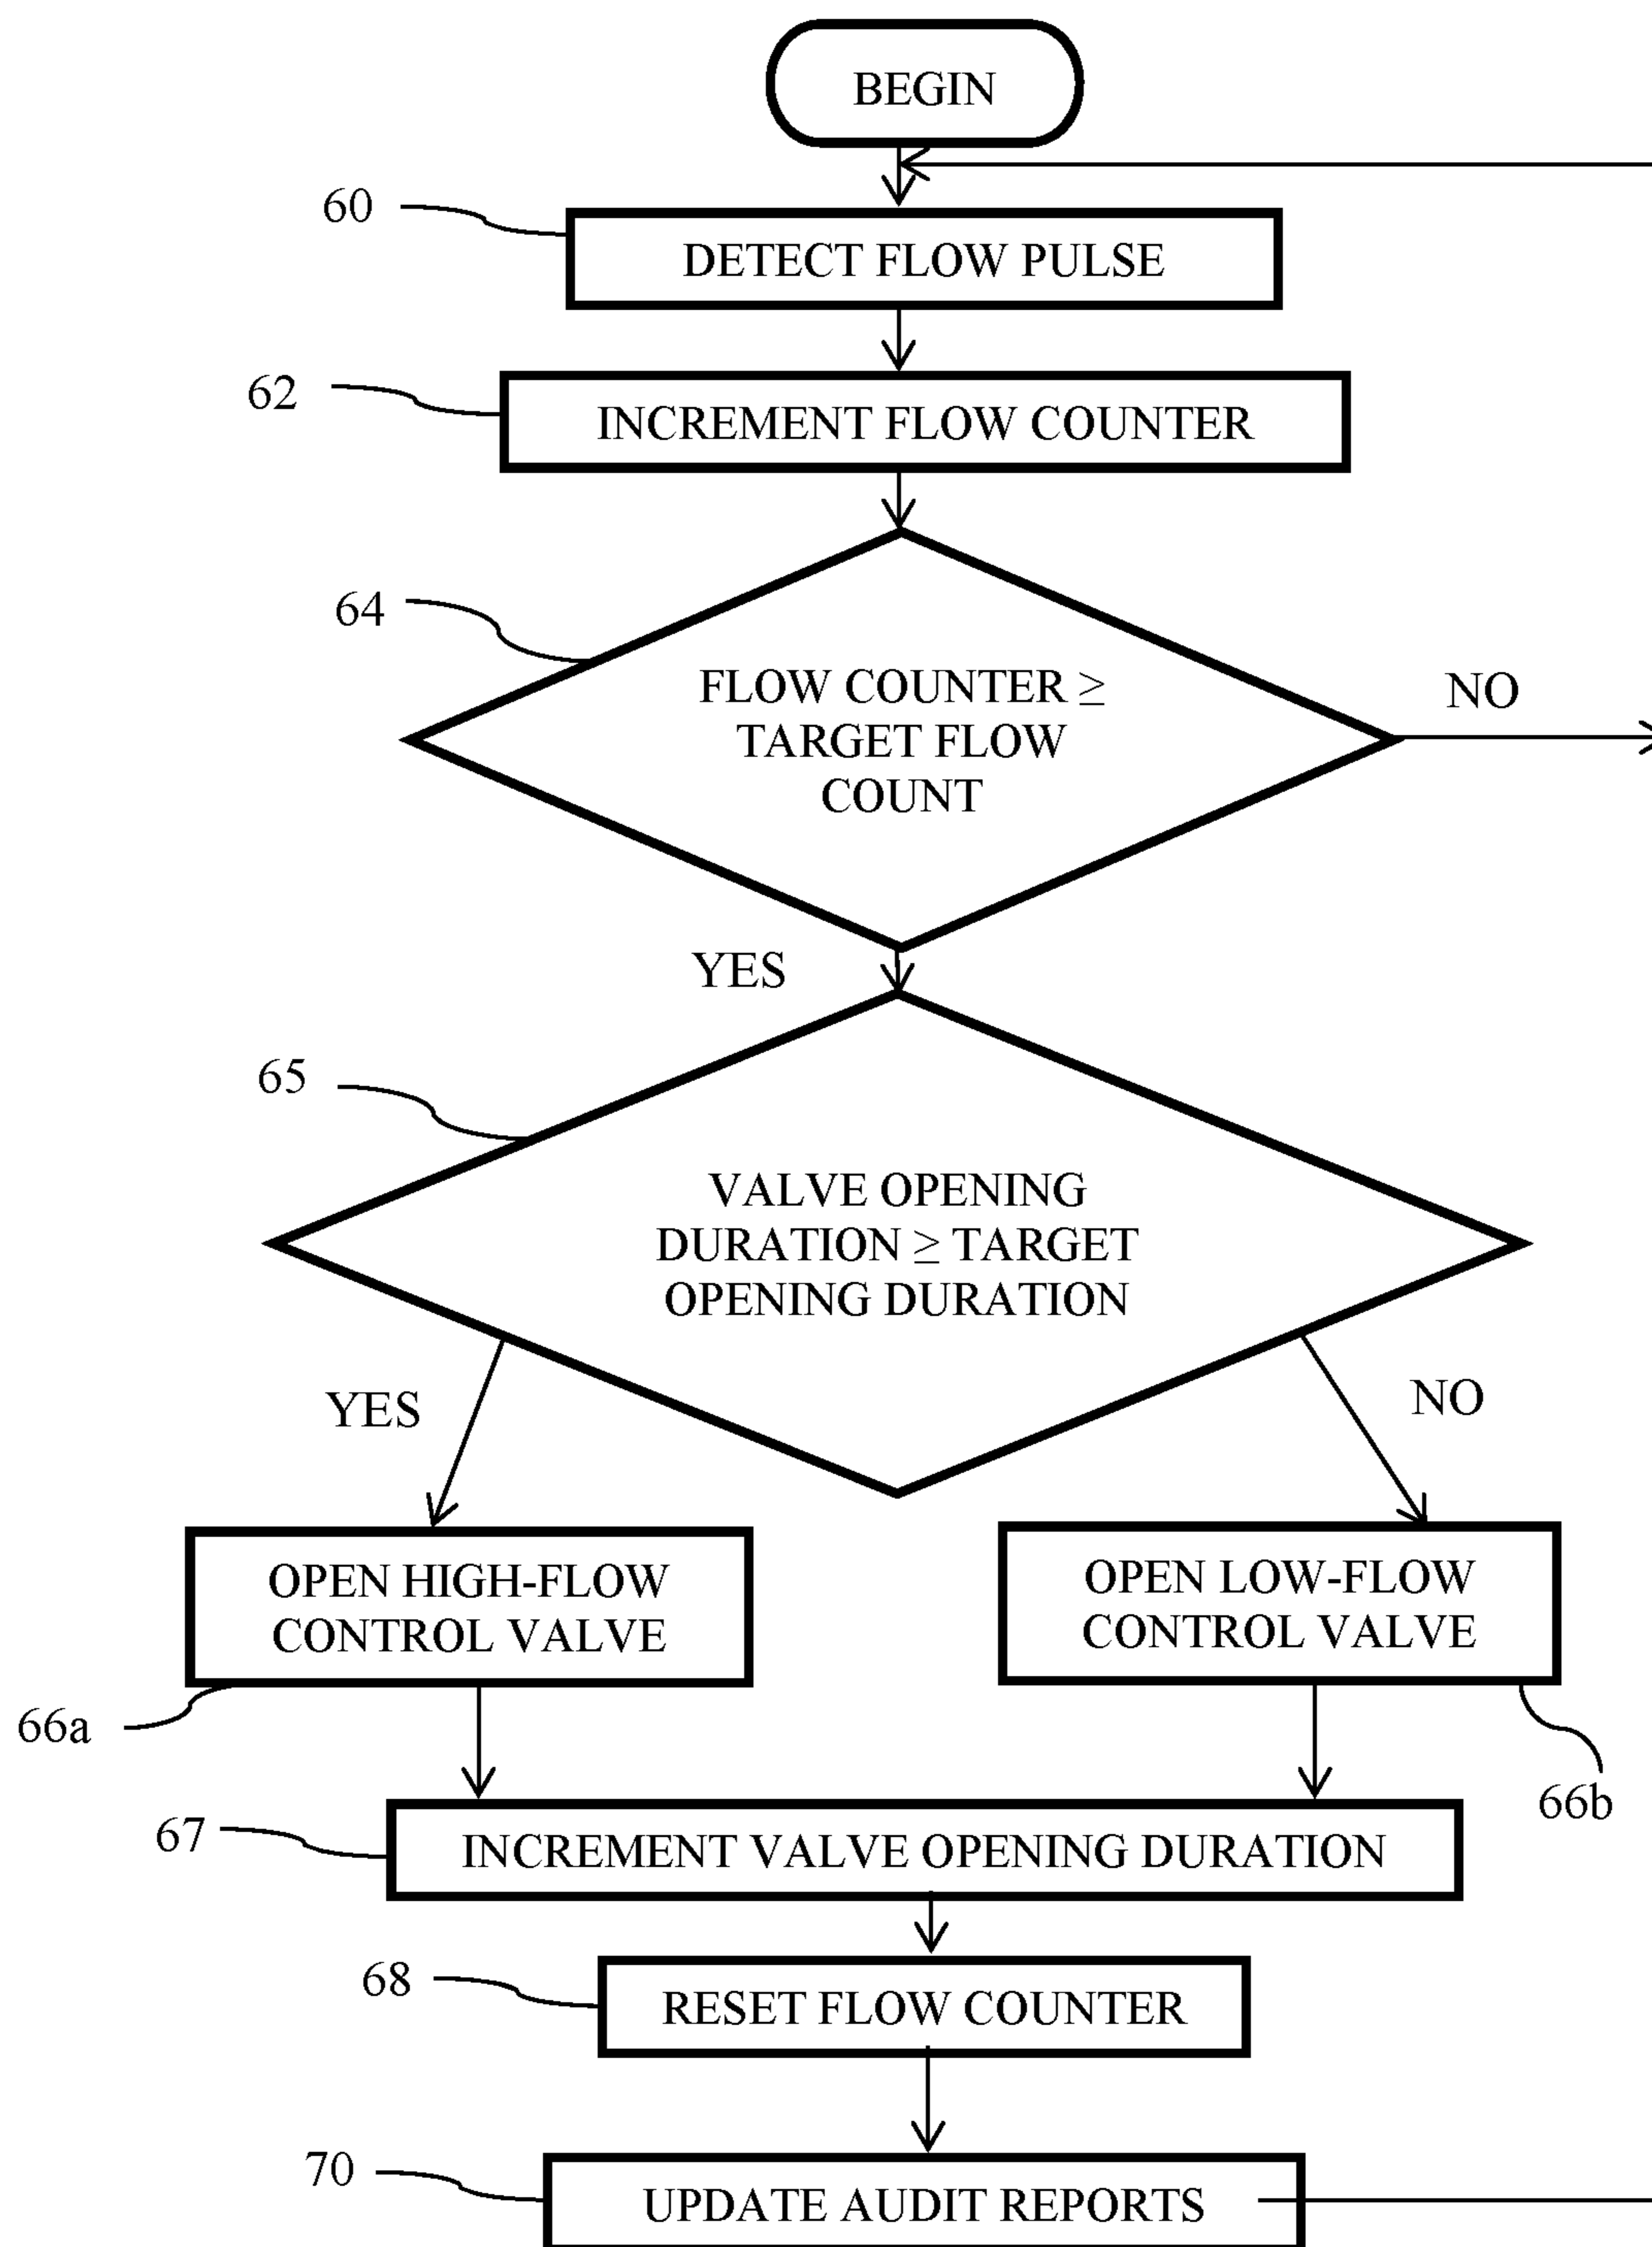 BEGIN
60
DETECT FLOW PULSE
62
INCREMENT FLOW COUNTER
64
FLOW COUNTER ≥
TARGET FLOW
COUNT
NO
YES
65
VALVE OPENING
DURATION ≥ TARGET
OPENING DURATION
YES
NO
OPEN HIGH-FLOW
CONTROL VALVE
OPEN LOW-FLOW
CONTROL VALVE
66a
66b
67
INCREMENT VALVE OPENING DURATION
68
RESET FLOW COUNTER
70
UPDATE AUDIT REPORTS